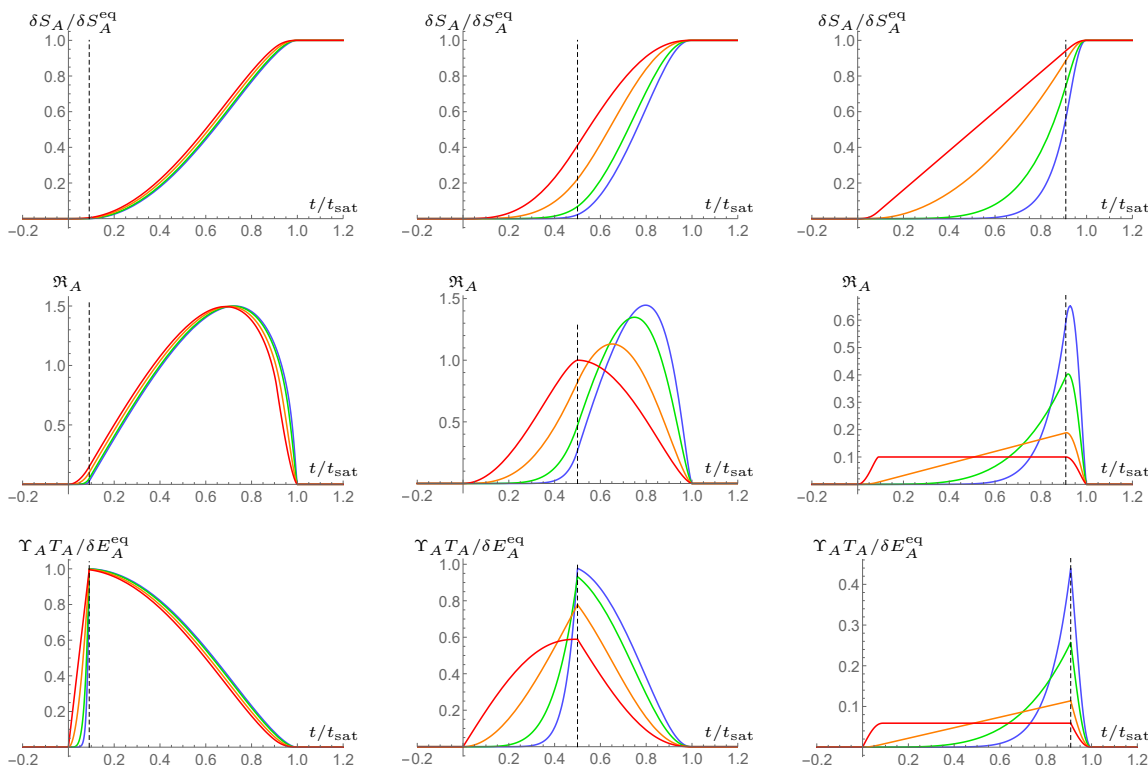 δS_A/δS_A^eq δS_A/δS_A^eq δS_A/δS_A^eq
1.0 1.0 1.0
0.8 0.8 0.8
0.6 0.6 0.6
0.4 0.4 0.4
0.2 0.2 0.2
t/t_sat t/t_sat t/t_sat
−0.2 0.2 0.4 0.6 0.8 1.0 1.2 −0.2 0.2 0.4 0.6 0.8 1.0 1.2 −0.2 0.2 0.4 0.6 0.8 1.0 1.2
ℜ_A ℜ_A ℜ_A
1.5 1.5 0.6
1.0 1.0 0.5
0.5 0.5 0.4
0.3
0.2
0.1
t/t_sat t/t_sat t/t_sat
−0.2 0.0 0.2 0.4 0.6 0.8 1.0 1.2 −0.2 0.0 0.2 0.4 0.6 0.8 1.0 1.2 −0.2 0.0 0.2 0.4 0.6 0.8 1.0 1.2
Υ_A T_A/δE_A^eq Υ_A T_A/δE_A^eq Υ_A T_A/δE_A^eq
1.0 1.0 0.4
0.8 0.8 0.3
0.6 0.6 0.2
0.4 0.4 0.1
0.2 0.2
t/t_sat t/t_sat t/t_sat
−0.2 0.0 0.2 0.4 0.6 0.8 1.0 1.2 −0.2 0.0 0.2 0.4 0.6 0.8 1.0 1.2 −0.2 0.0 0.2 0.4 0.6 0.8 1.0 1.2